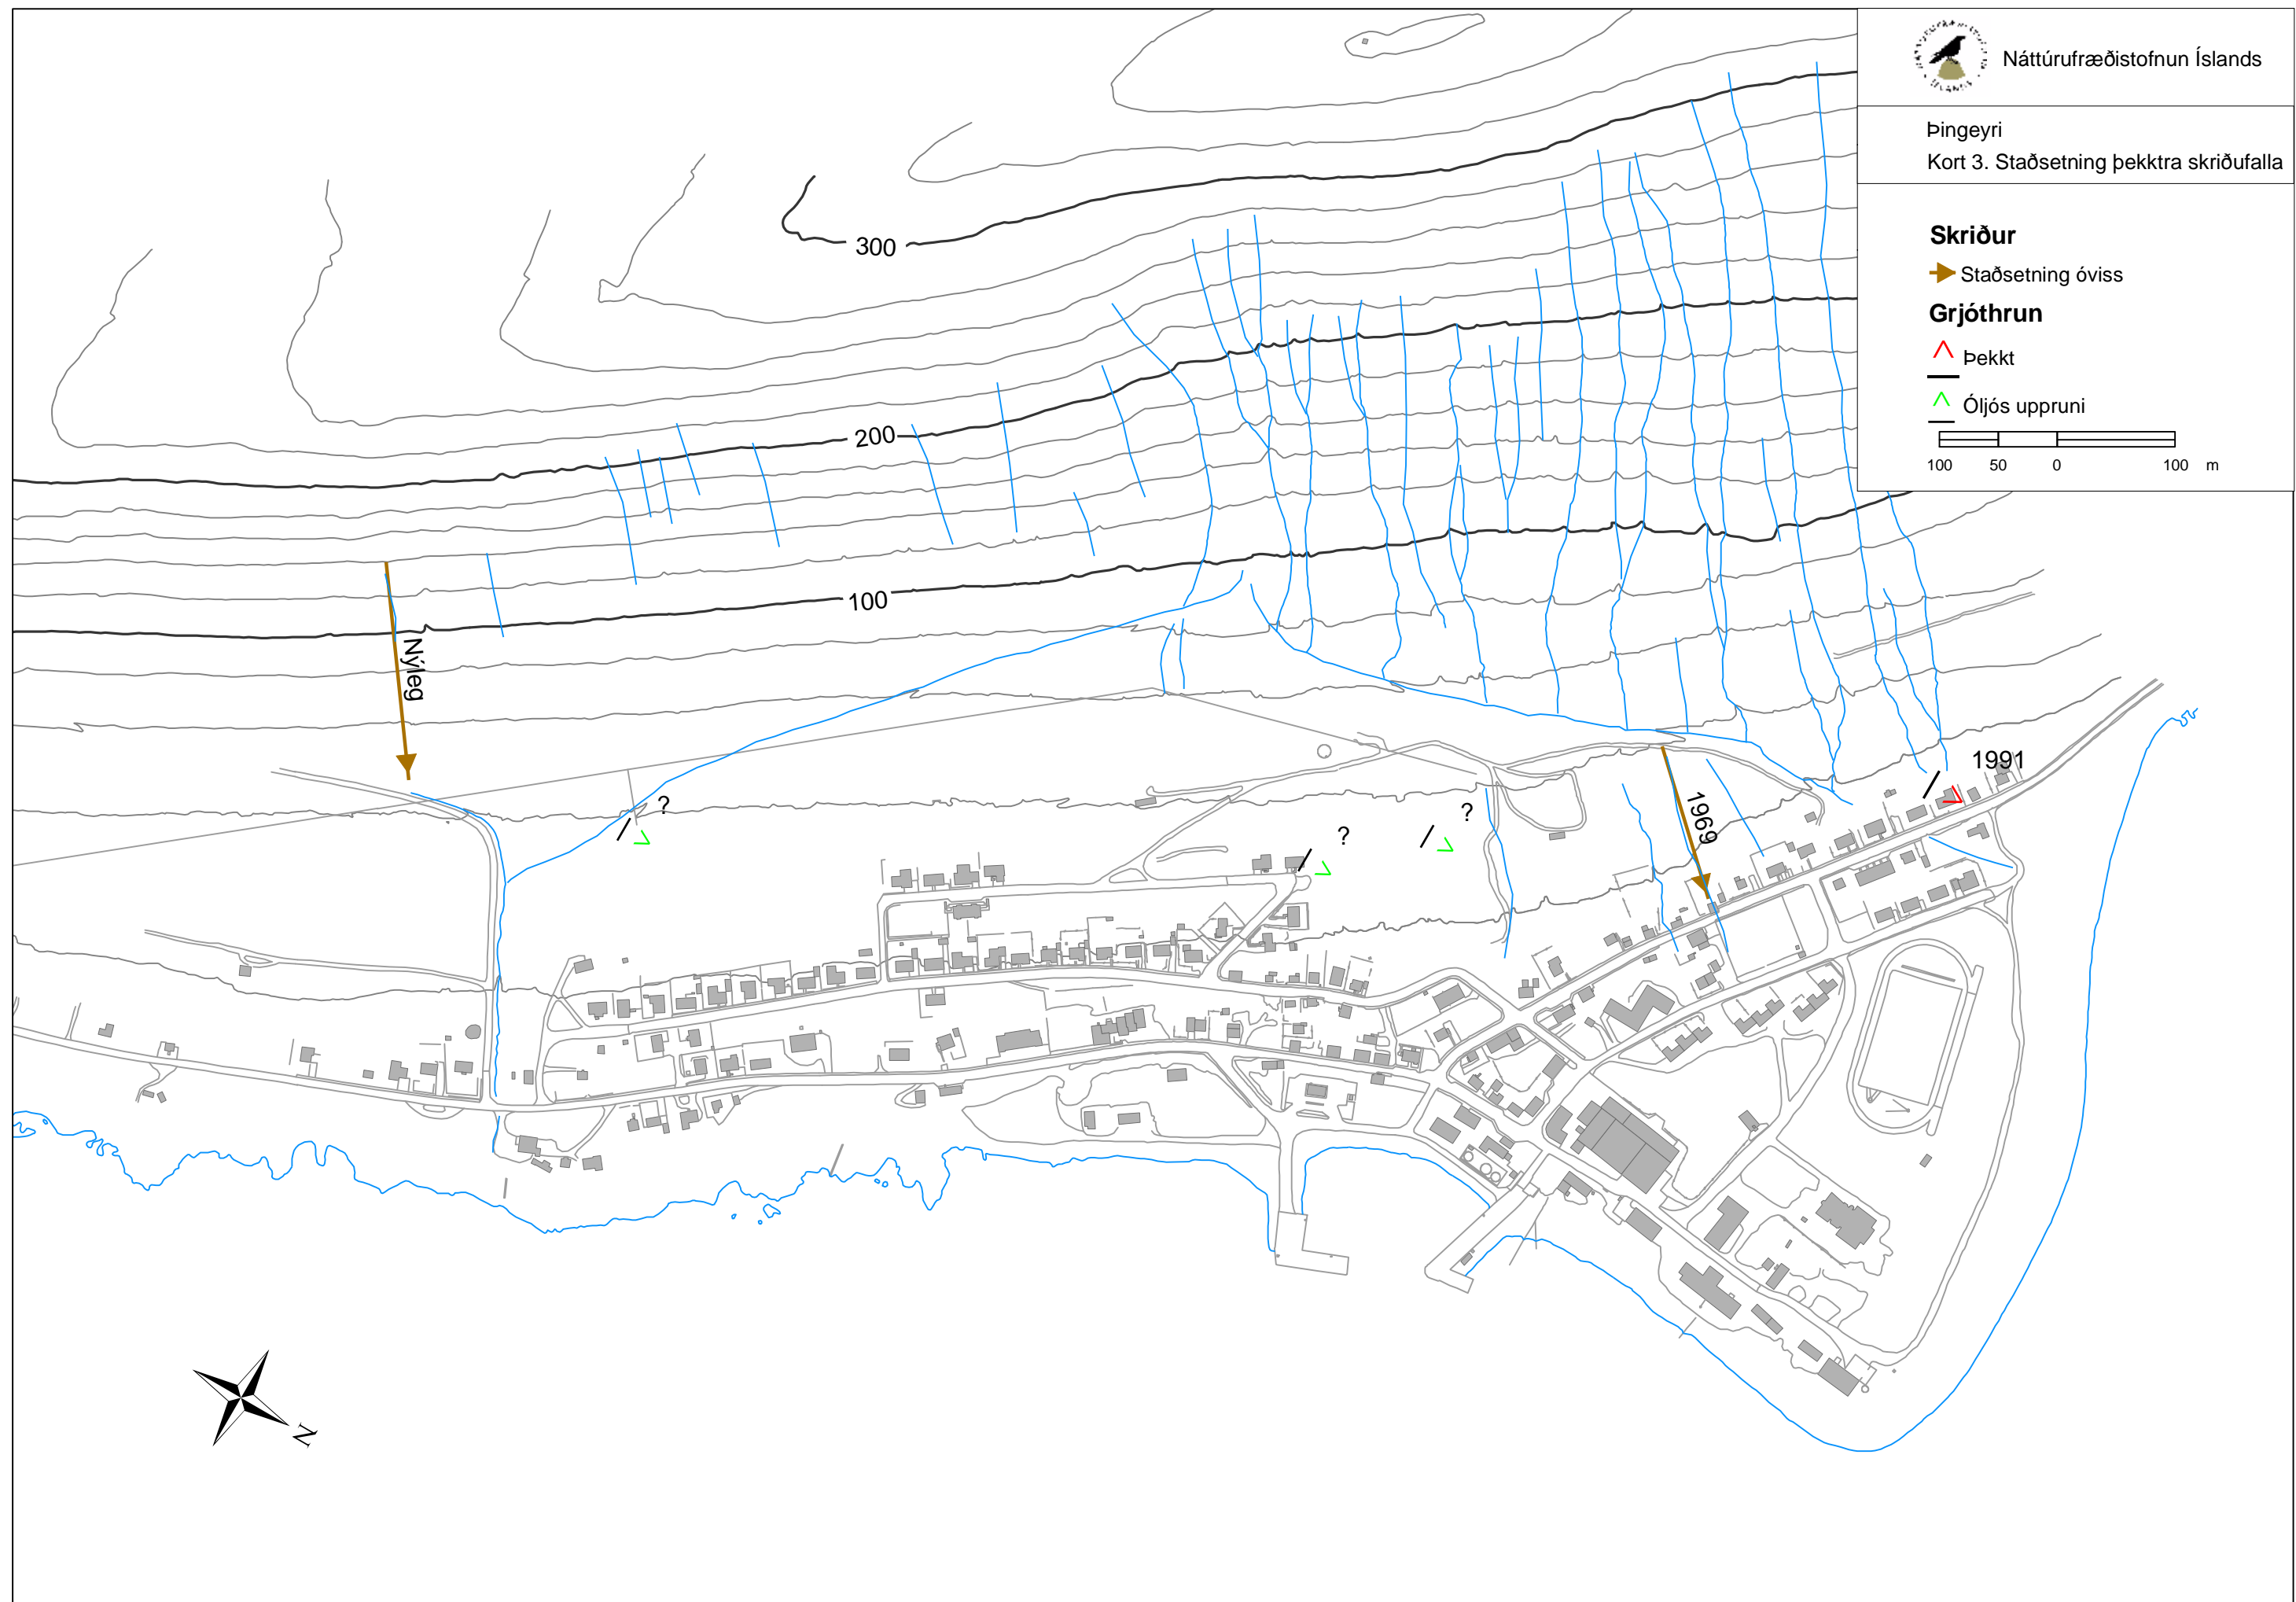 Náttúrufræðistofnun Íslands
Þingeyri
Kort 3. Staðsetning þekktra skriðufalla
Skriður
Staðsetning óviss
Grjóthrun
Þekkt
Óljós uppruni
100 50 0 100 m
300
200
100
Nýleg
?
?
?
1969
1991
N